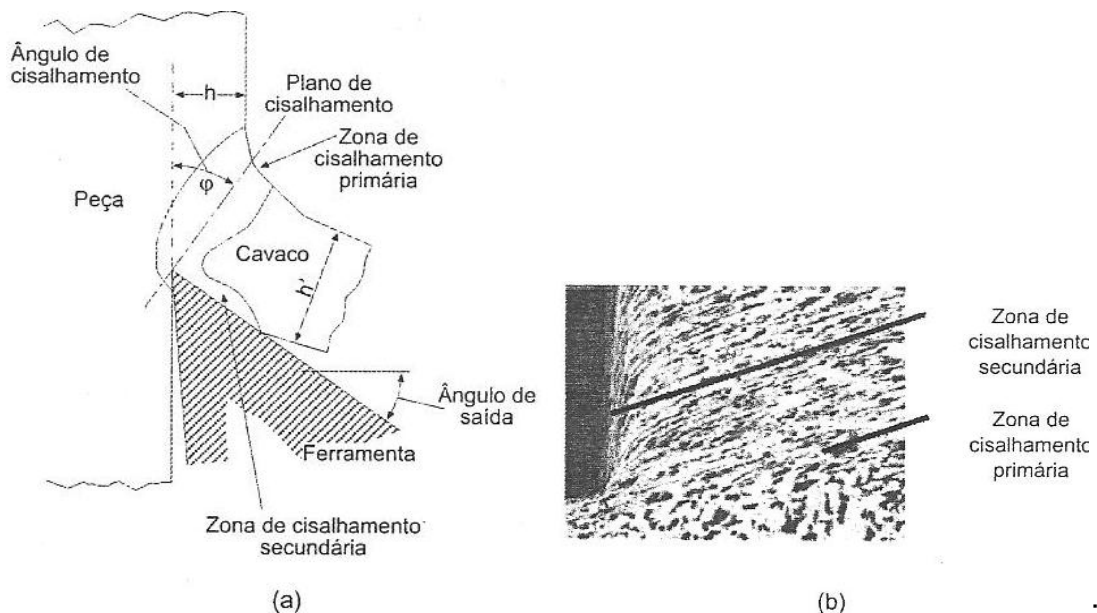 Ângulo de
cisalhamento
h
Plano de
cisalhamento
Zona de
cisalhamento
primária
φ
Peça
Cavaco
h'
Ângulo de
saída
Ferramenta
Zona de cisalhamento
secundária
(a)
Zona de
cisalhamento
secundária
Zona de
cisalhamento
primária
(b)